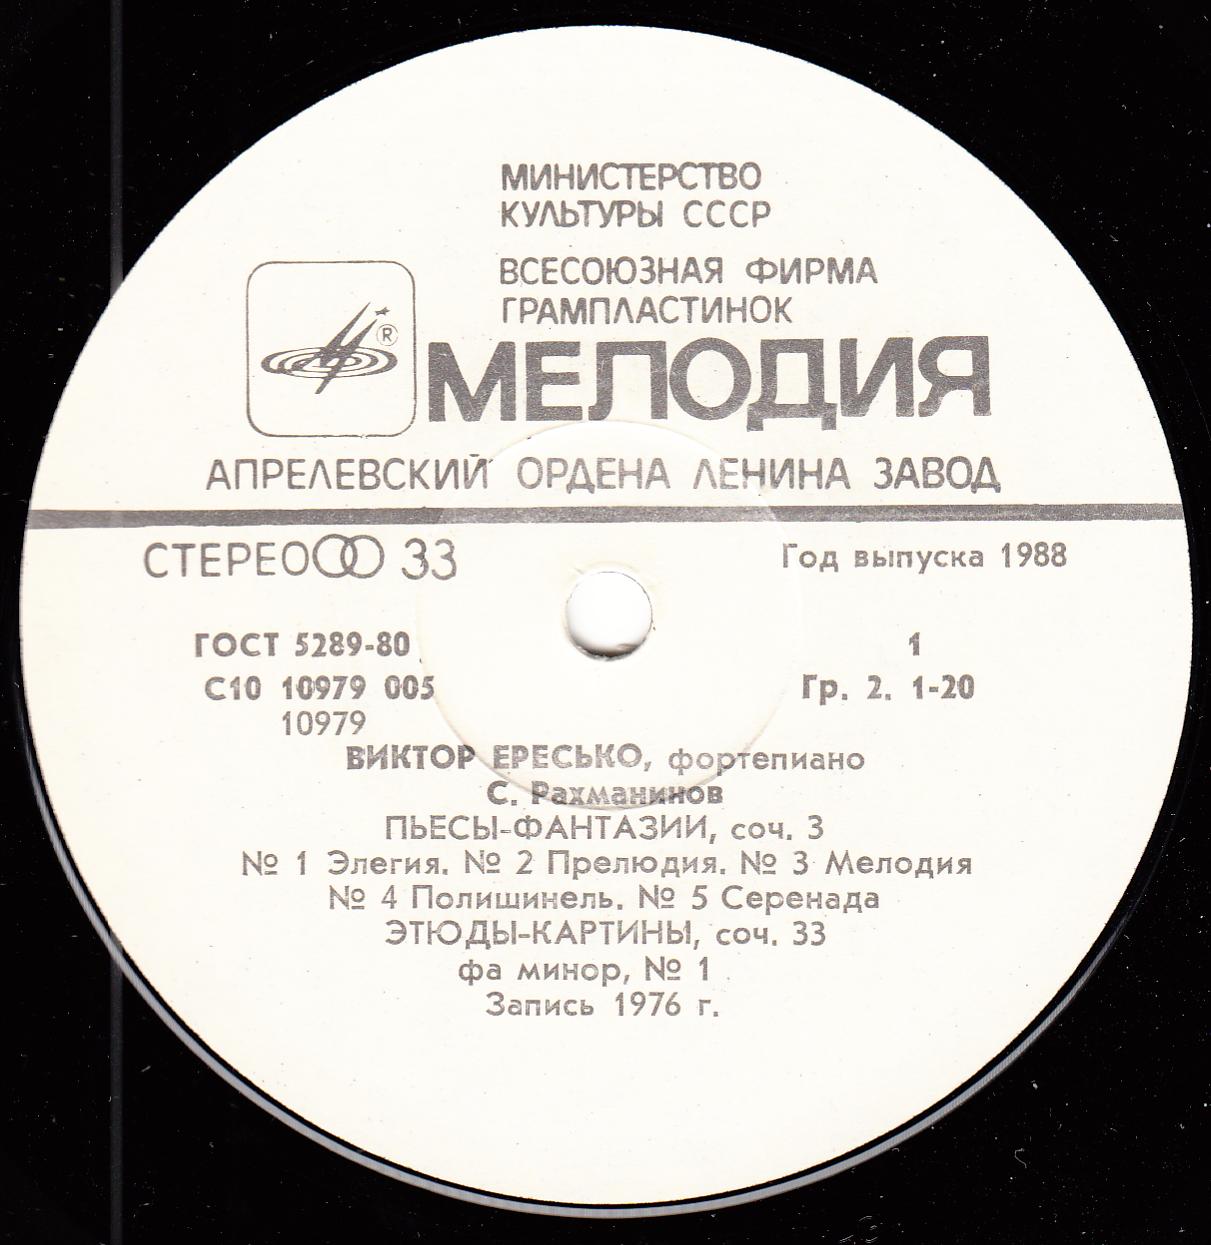 МИНИСТЕРСТВО
КУЛЬТУРЫ СССР
ВСЕСОЮЗНАЯ ФИРМА
ГРАМПЛАСТИНОК
®
МЕЛОДИЯ
АПРЕЛЕВСКИЙ ОРДЕНА ЛЕНИНА ЗАВОД
СТЕРЕО 33
Год выпуска 1988
ГОСТ 5289-80
1
С10 10979 005
Гр. 2. 1-20
10979
ВИКТОР ЕРЕСЬКО, фортепиано
С. Рахманинов
ПЬЕСЫ-ФАНТАЗИИ, соч. 3
№ 1 Элегия. № 2 Прелюдия. № 3 Мелодия
№ 4 Полишинель. № 5 Серенада
ЭТЮДЫ-КАРТИНЫ, соч. 33
фа минор, № 1
Запись 1976 г.